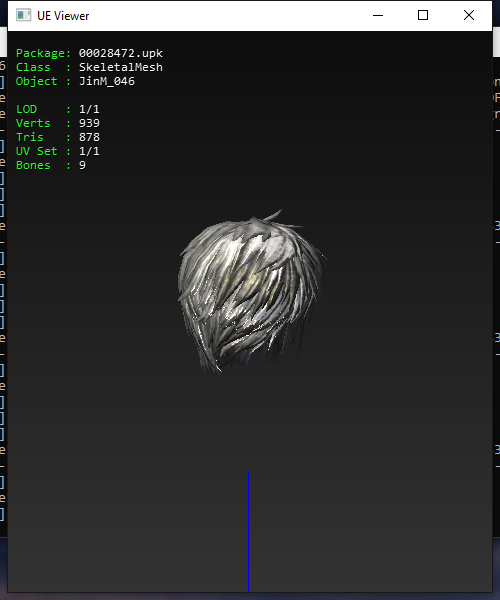 UE Viewer
Package: 00028472.upk
Class  : SkeletalMesh
Object : JinM_046
LOD    : 1/1
Verts  : 939
Tris   : 878
UV Set : 1/1
Bones  : 9